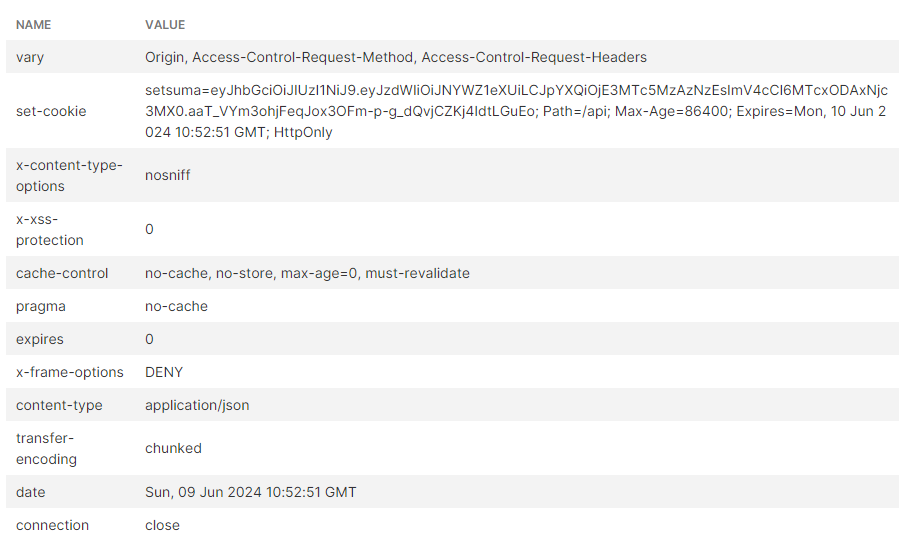 NAME VALUE
vary Origin, Access-Control-Request-Method, Access-Control-Request-Headers
setsuma=eyJhbGciOiJIUzI1NiJ9.eyJzdWIiOiJNYWZ1eXUiLCJpYXQiOjE3MTc5MzAzNzEsImV4cCI6MTcxODAxNjc
set-cookie 3MX0.aaT_VYm3ohjFeqJox3OFm-p-g_dQvjCZKj4IdtLGuEo; Path=/api; Max-Age=86400; Expires=Mon, 10 Jun 2
024 10:52:51 GMT; HttpOnly
x-content-type-
options nosniff
x-xss-
protection 0
cache-control no-cache, no-store, max-age=0, must-revalidate
pragma no-cache
expires 0
x-frame-options DENY
content-type application/json
transfer-
encoding chunked
date Sun, 09 Jun 2024 10:52:51 GMT
connection close